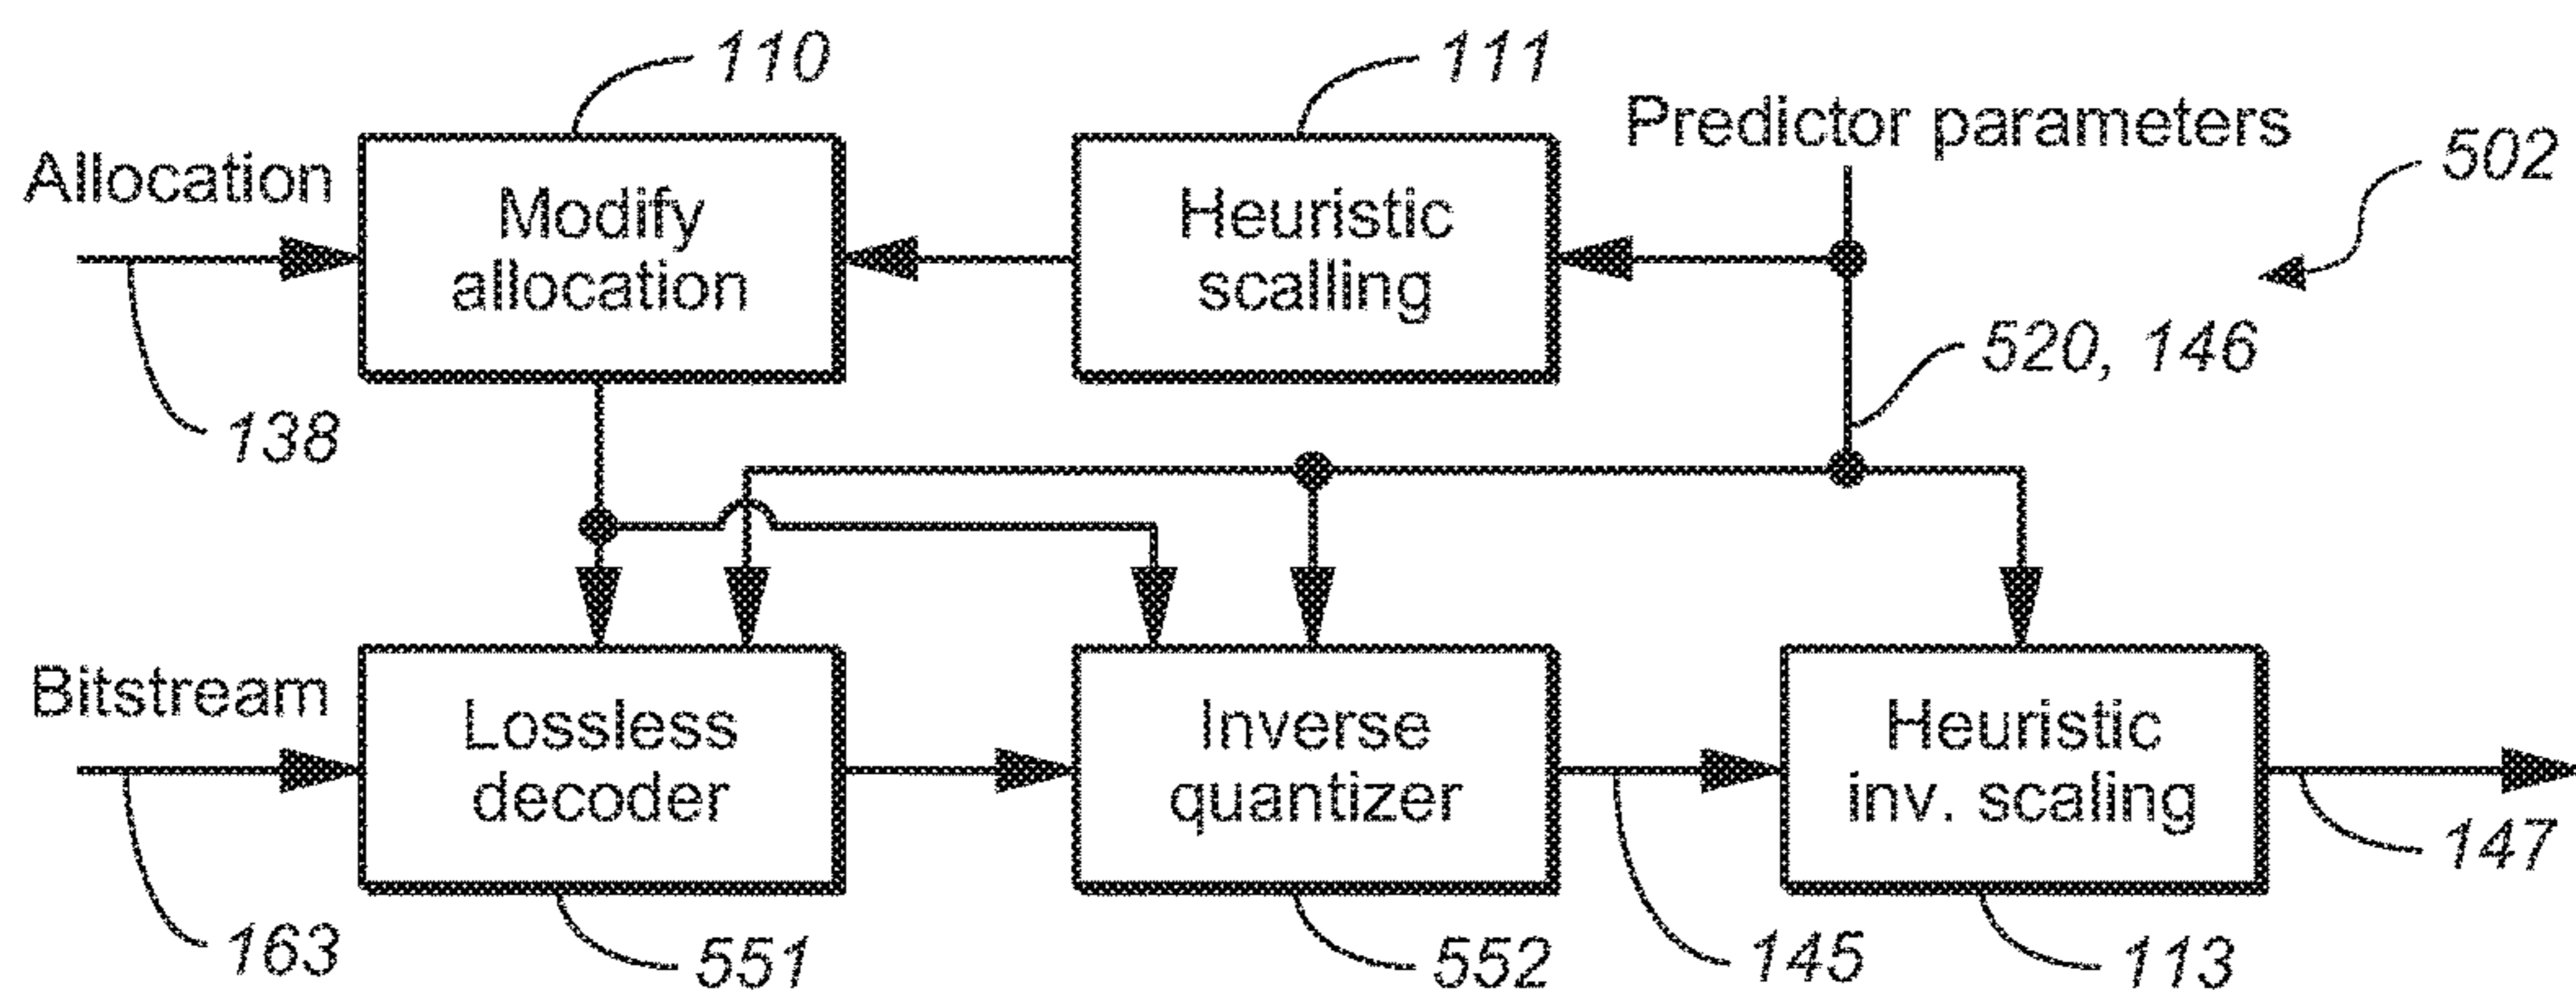 110
111
Predictor parameters
502
Allocation
Modify
allocation
Heuristic
scalling
520, 146
138
Bitstream
Lossless
decoder
Inverse
quantizer
Heuristic
inv. scaling
147
163
551
552
145
113